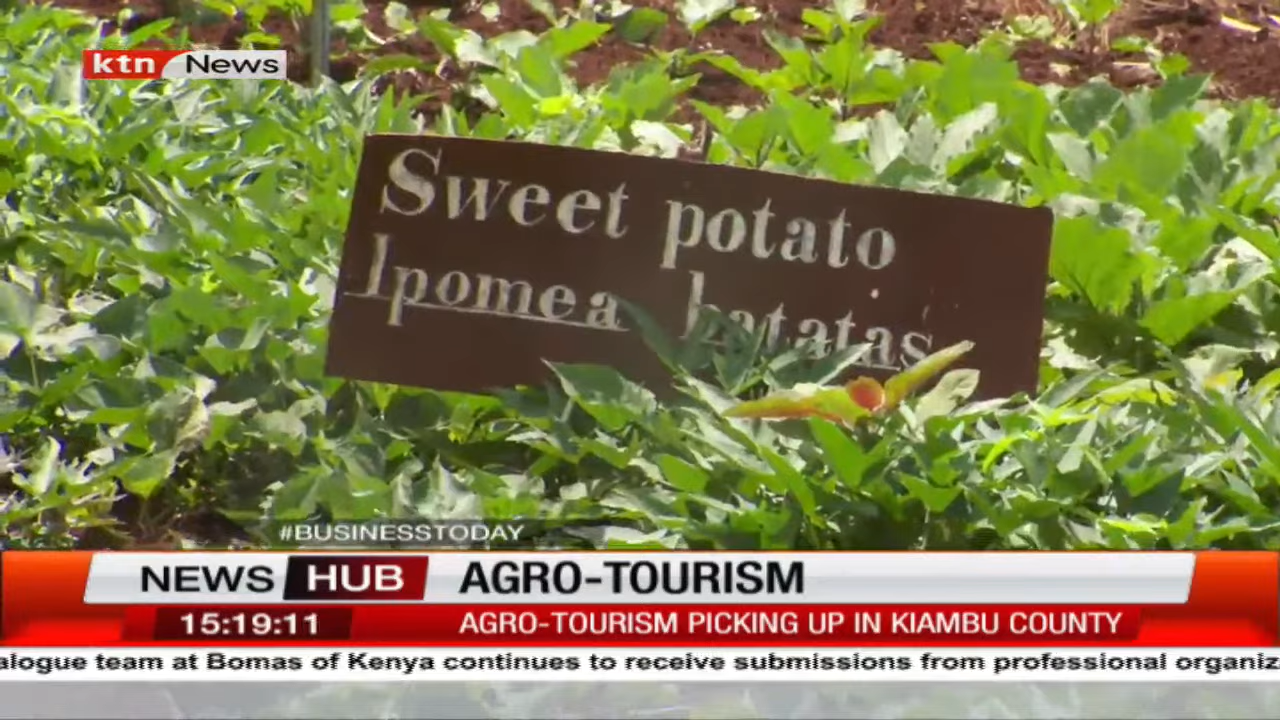 ktn News
Sweet potato
Ipomea batatas
#BUSINESSTODAY
NEWS HUB AGRO-TOURISM
15:19:11 AGRO-TOURISM PICKING UP IN KIAMBU COUNTY
alogue team at Bomas of Kenya continues to receive submissions from professional organiz